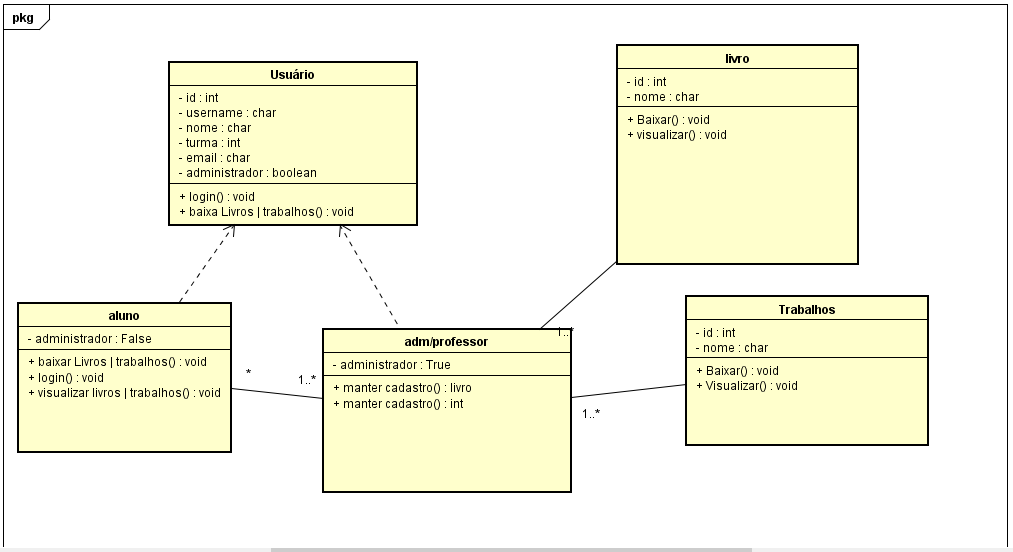 pkg
Usuário
- id : int
- username : char
- nome : char
- turma : int
- email : char
- administrador : boolean
+ login() : void
+ baixa Livros | trabalhos() : void
livro
- id : int
- nome : char
+ Baixar() : void
+ visualizar() : void
aluno
- administrador : False
+ baixar Livros | trabalhos() : void
+ login() : void
+ visualizar livros | trabalhos() : void
*
1..*
adm/professor
- administrador : True
+ manter cadastro() : livro
+ manter cadastro() : int
1..*
1..*
Trabalhos
- id : int
- nome : char
+ Baixar() : void
+ Visualizar() : void